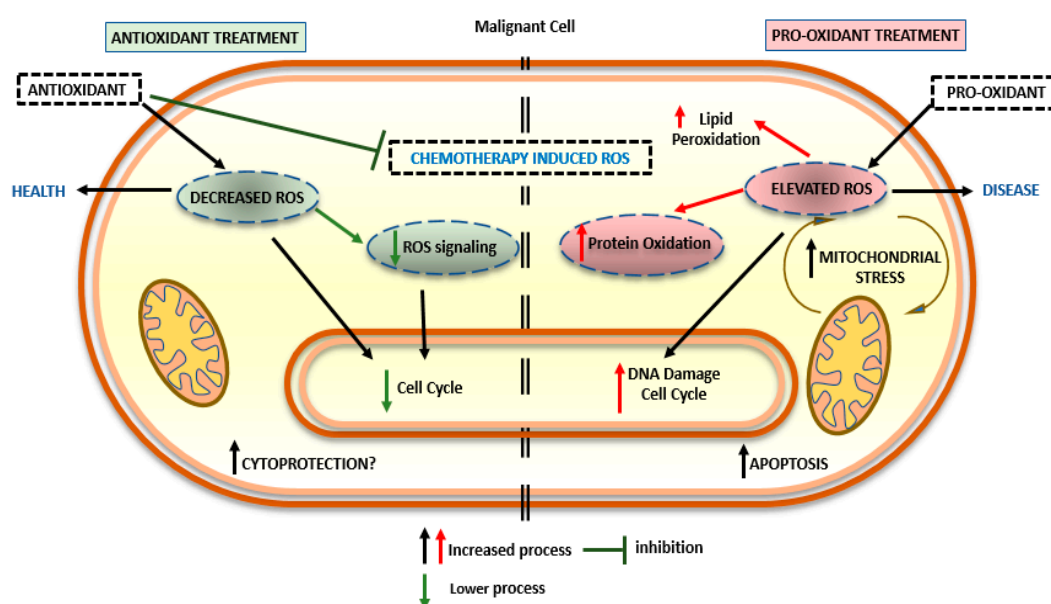 Malignant Cell
ANTIOXIDANT TREATMENT
PRO-OXIDANT TREATMENT
ANTIOXIDANT
PRO-OXIDANT
Lipid
Peroxidation
CHEMOTHERAPY INDUCED ROS
HEALTH
DECREASED ROS
ELEVATED ROS
DISEASE
ROS signaling
Protein Oxidation
MITOCHONDRIAL
STRESS
Cell Cycle
DNA Damage
Cell Cycle
CYTOPROTECTION?
APOPTOSIS
Increased process
inhibition
Lower process